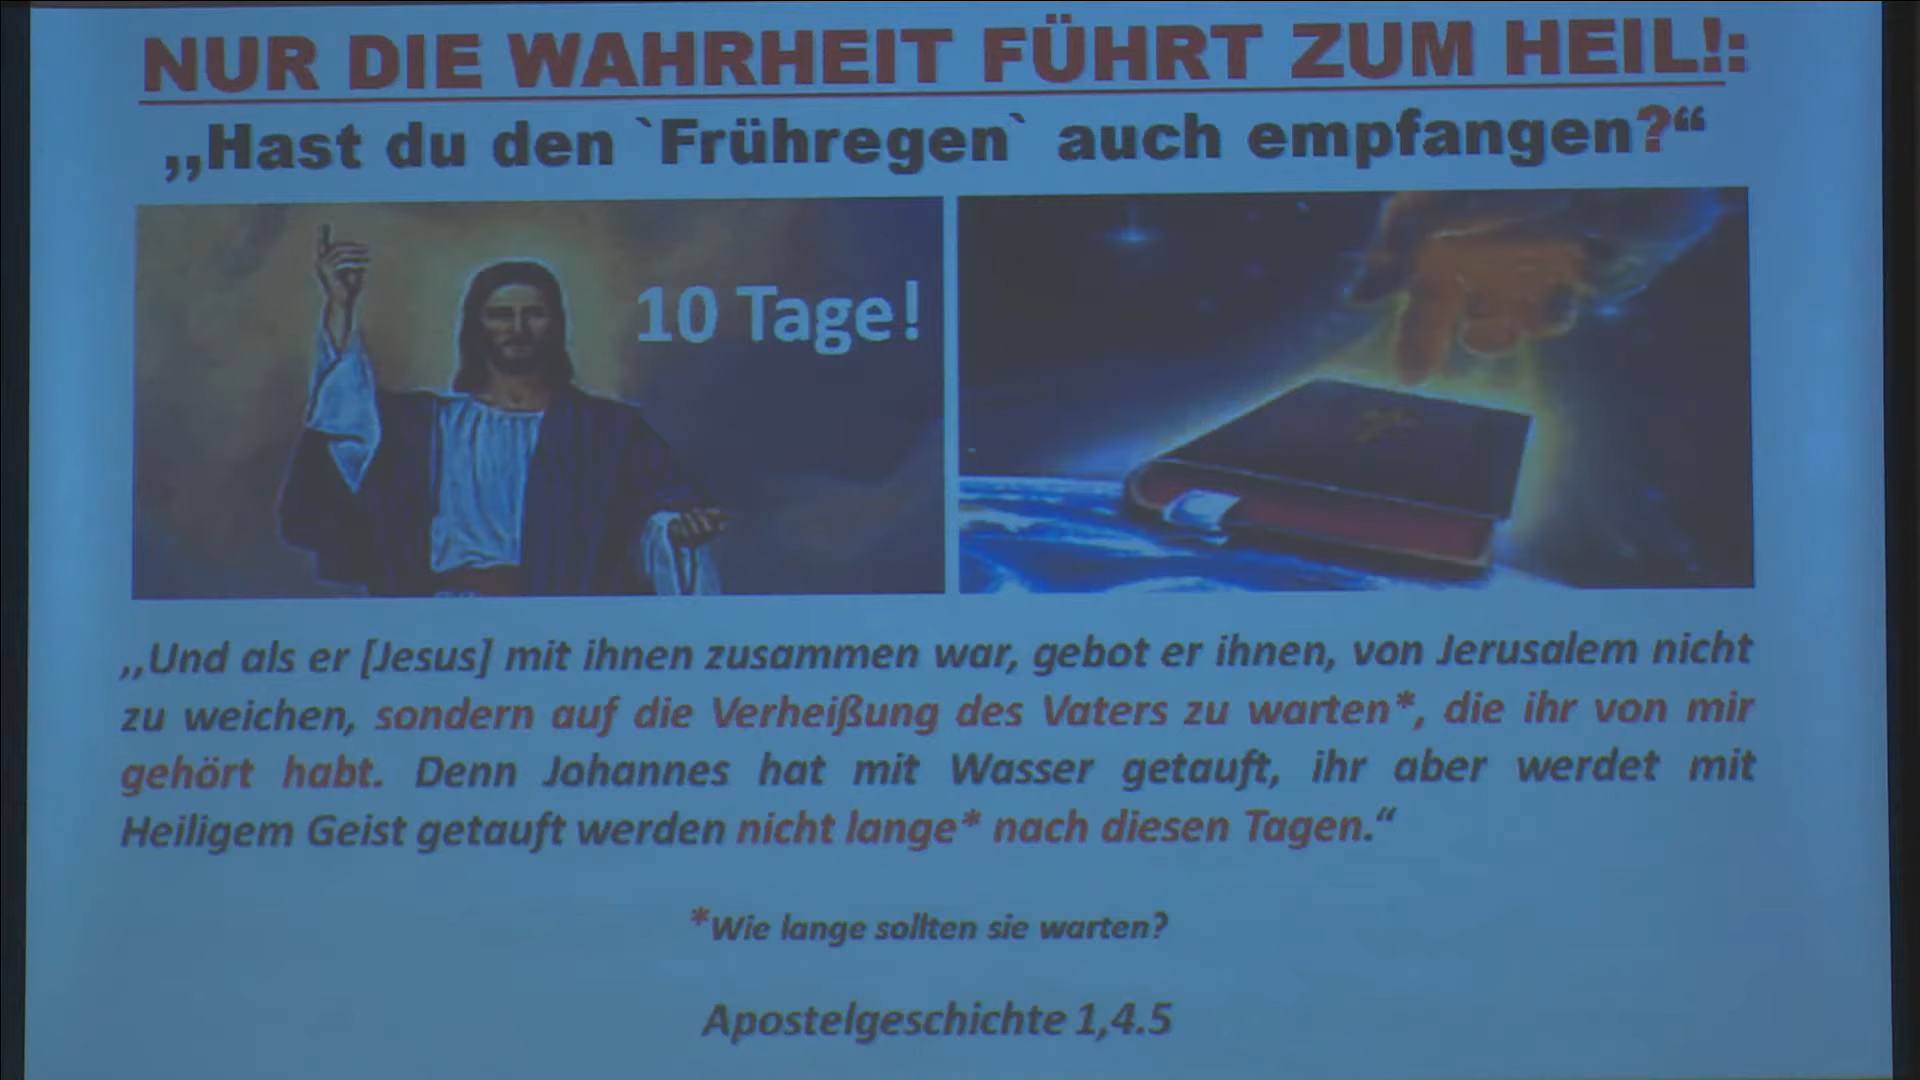 NUR DIE WAHRHEIT FÜHRT ZUM HEIL!:
,,Hast du den `Frühregen` auch empfangen?“
10 Tage!
,,Und als er [Jesus] mit ihnen zusammen war, gebot er ihnen, von Jerusalem nicht
zu weichen, sondern auf die Verheißung des Vaters zu warten*, die ihr von mir
gehört habt. Denn Johannes hat mit Wasser getauft, ihr aber werdet mit
Heiligem Geist getauft werden nicht lange* nach diesen Tagen.“
*Wie lange sollten sie warten?
Apostelgeschichte 1,4.5